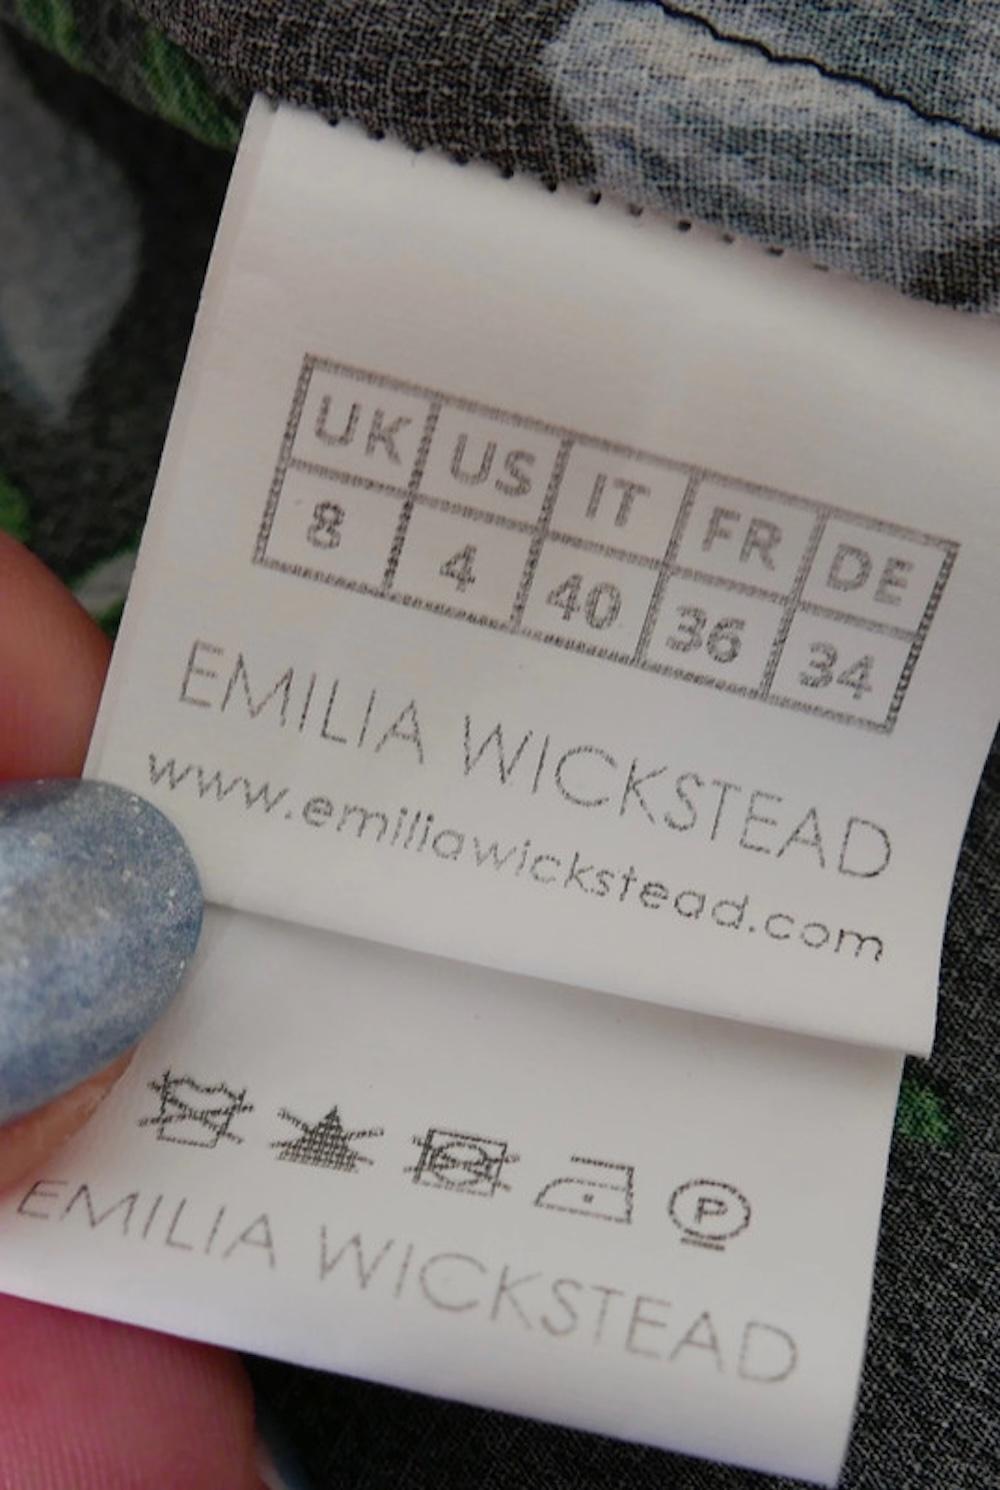 UK US IT FR DE
8 4 40 36 34
EMILIA WICKSTEAD
www.emiliawickstead.com
P
EMILIA WICKSTEAD